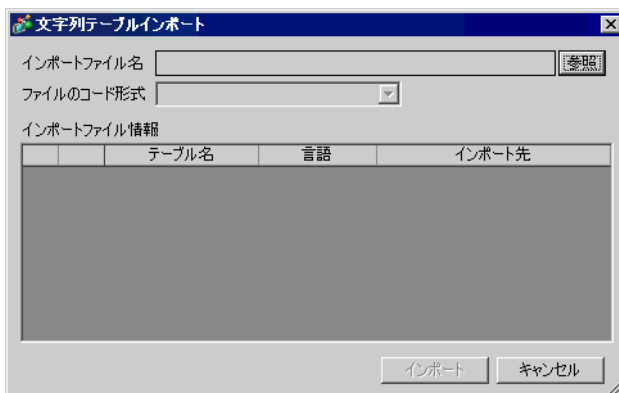 文字列テーブルインポート
インポートファイル名 参照
ファイルのコード形式
インポートファイル情報
テーブル名 言語 インポート先
インポート キャンセル